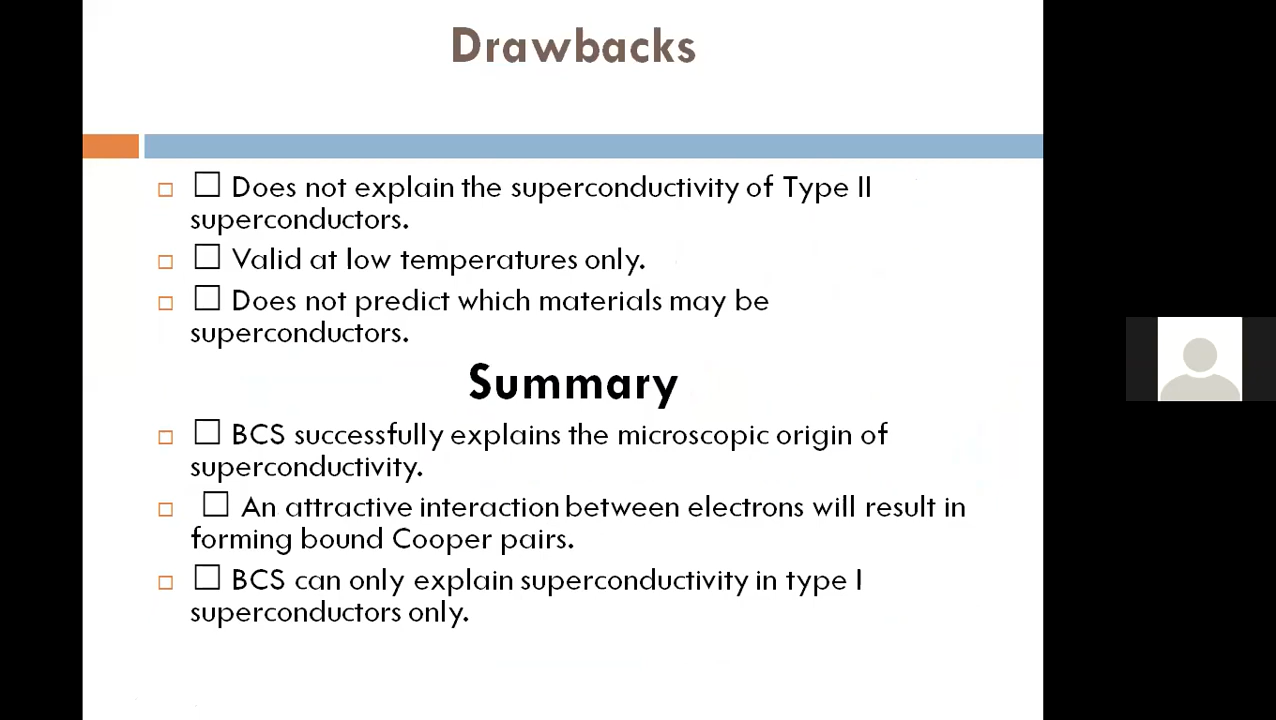 Drawbacks
□ □ Does not explain the superconductivity of Type II
superconductors.
□ □ Valid at low temperatures only.
□ □ Does not predict which materials may be
superconductors.
Summary
□ □ BCS successfully explains the microscopic origin of
superconductivity.
□ □ An attractive interaction between electrons will result in
forming bound Cooper pairs.
□ □ BCS can only explain superconductivity in type I
superconductors only.